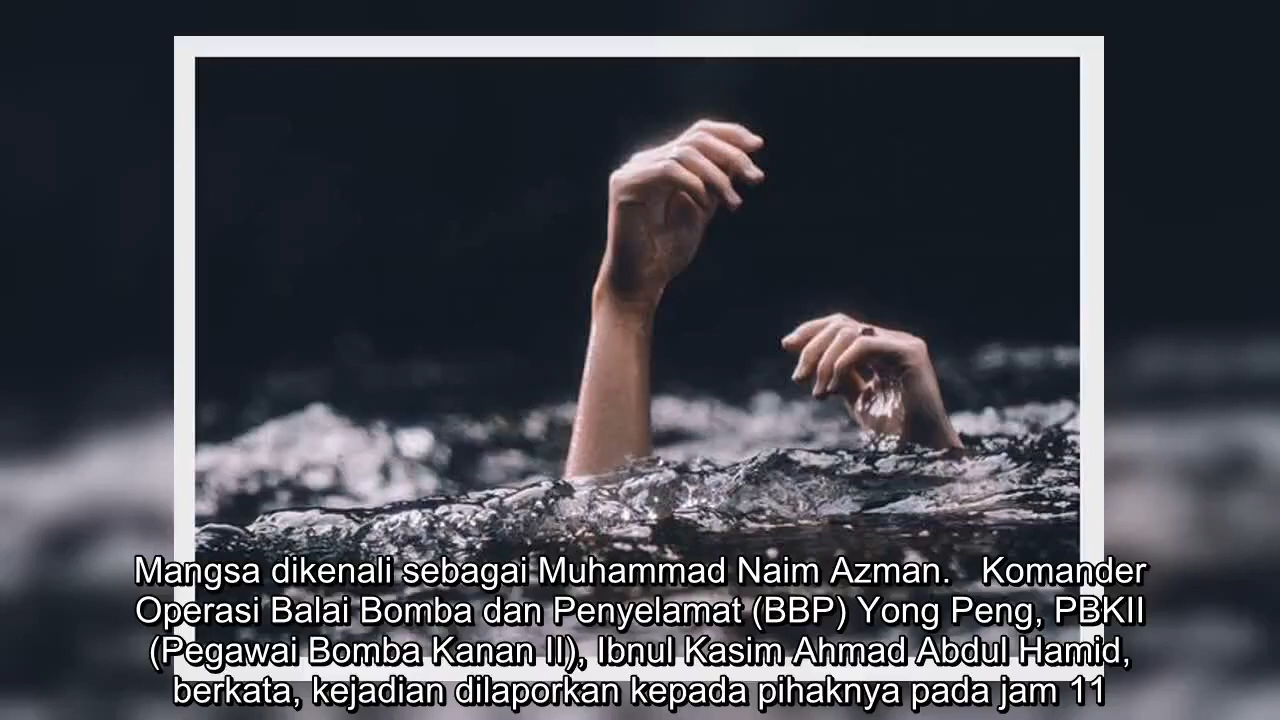 Mangsa dikenali sebagai Muhammad Naim Azman. Komander
Operasi Balai Bomba dan Penyelamat (BBP) Yong Peng, PBKII
(Pegawai Bomba Kanan II), Ibnul Kasim Ahmad Abdul Hamid,
berkata, kejadian dilaporkan kepada pihaknya pada jam 11